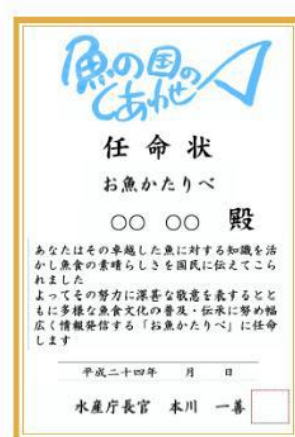 魚の国の
しあわせ
任命状
お魚かたりべ
○○ ○○ 殿
あなたはその卓越した魚に対する知識を活
かし魚食の素晴らしさを国民に伝えてこら
れました
よってその努力に深甚な敬意を表するとと
もに多様な魚食文化の普及・伝承に努め幅
広く情報発信する「お魚かたりべ」に任命
します
平成二十四年 月 日
水産庁長官 本川 一善